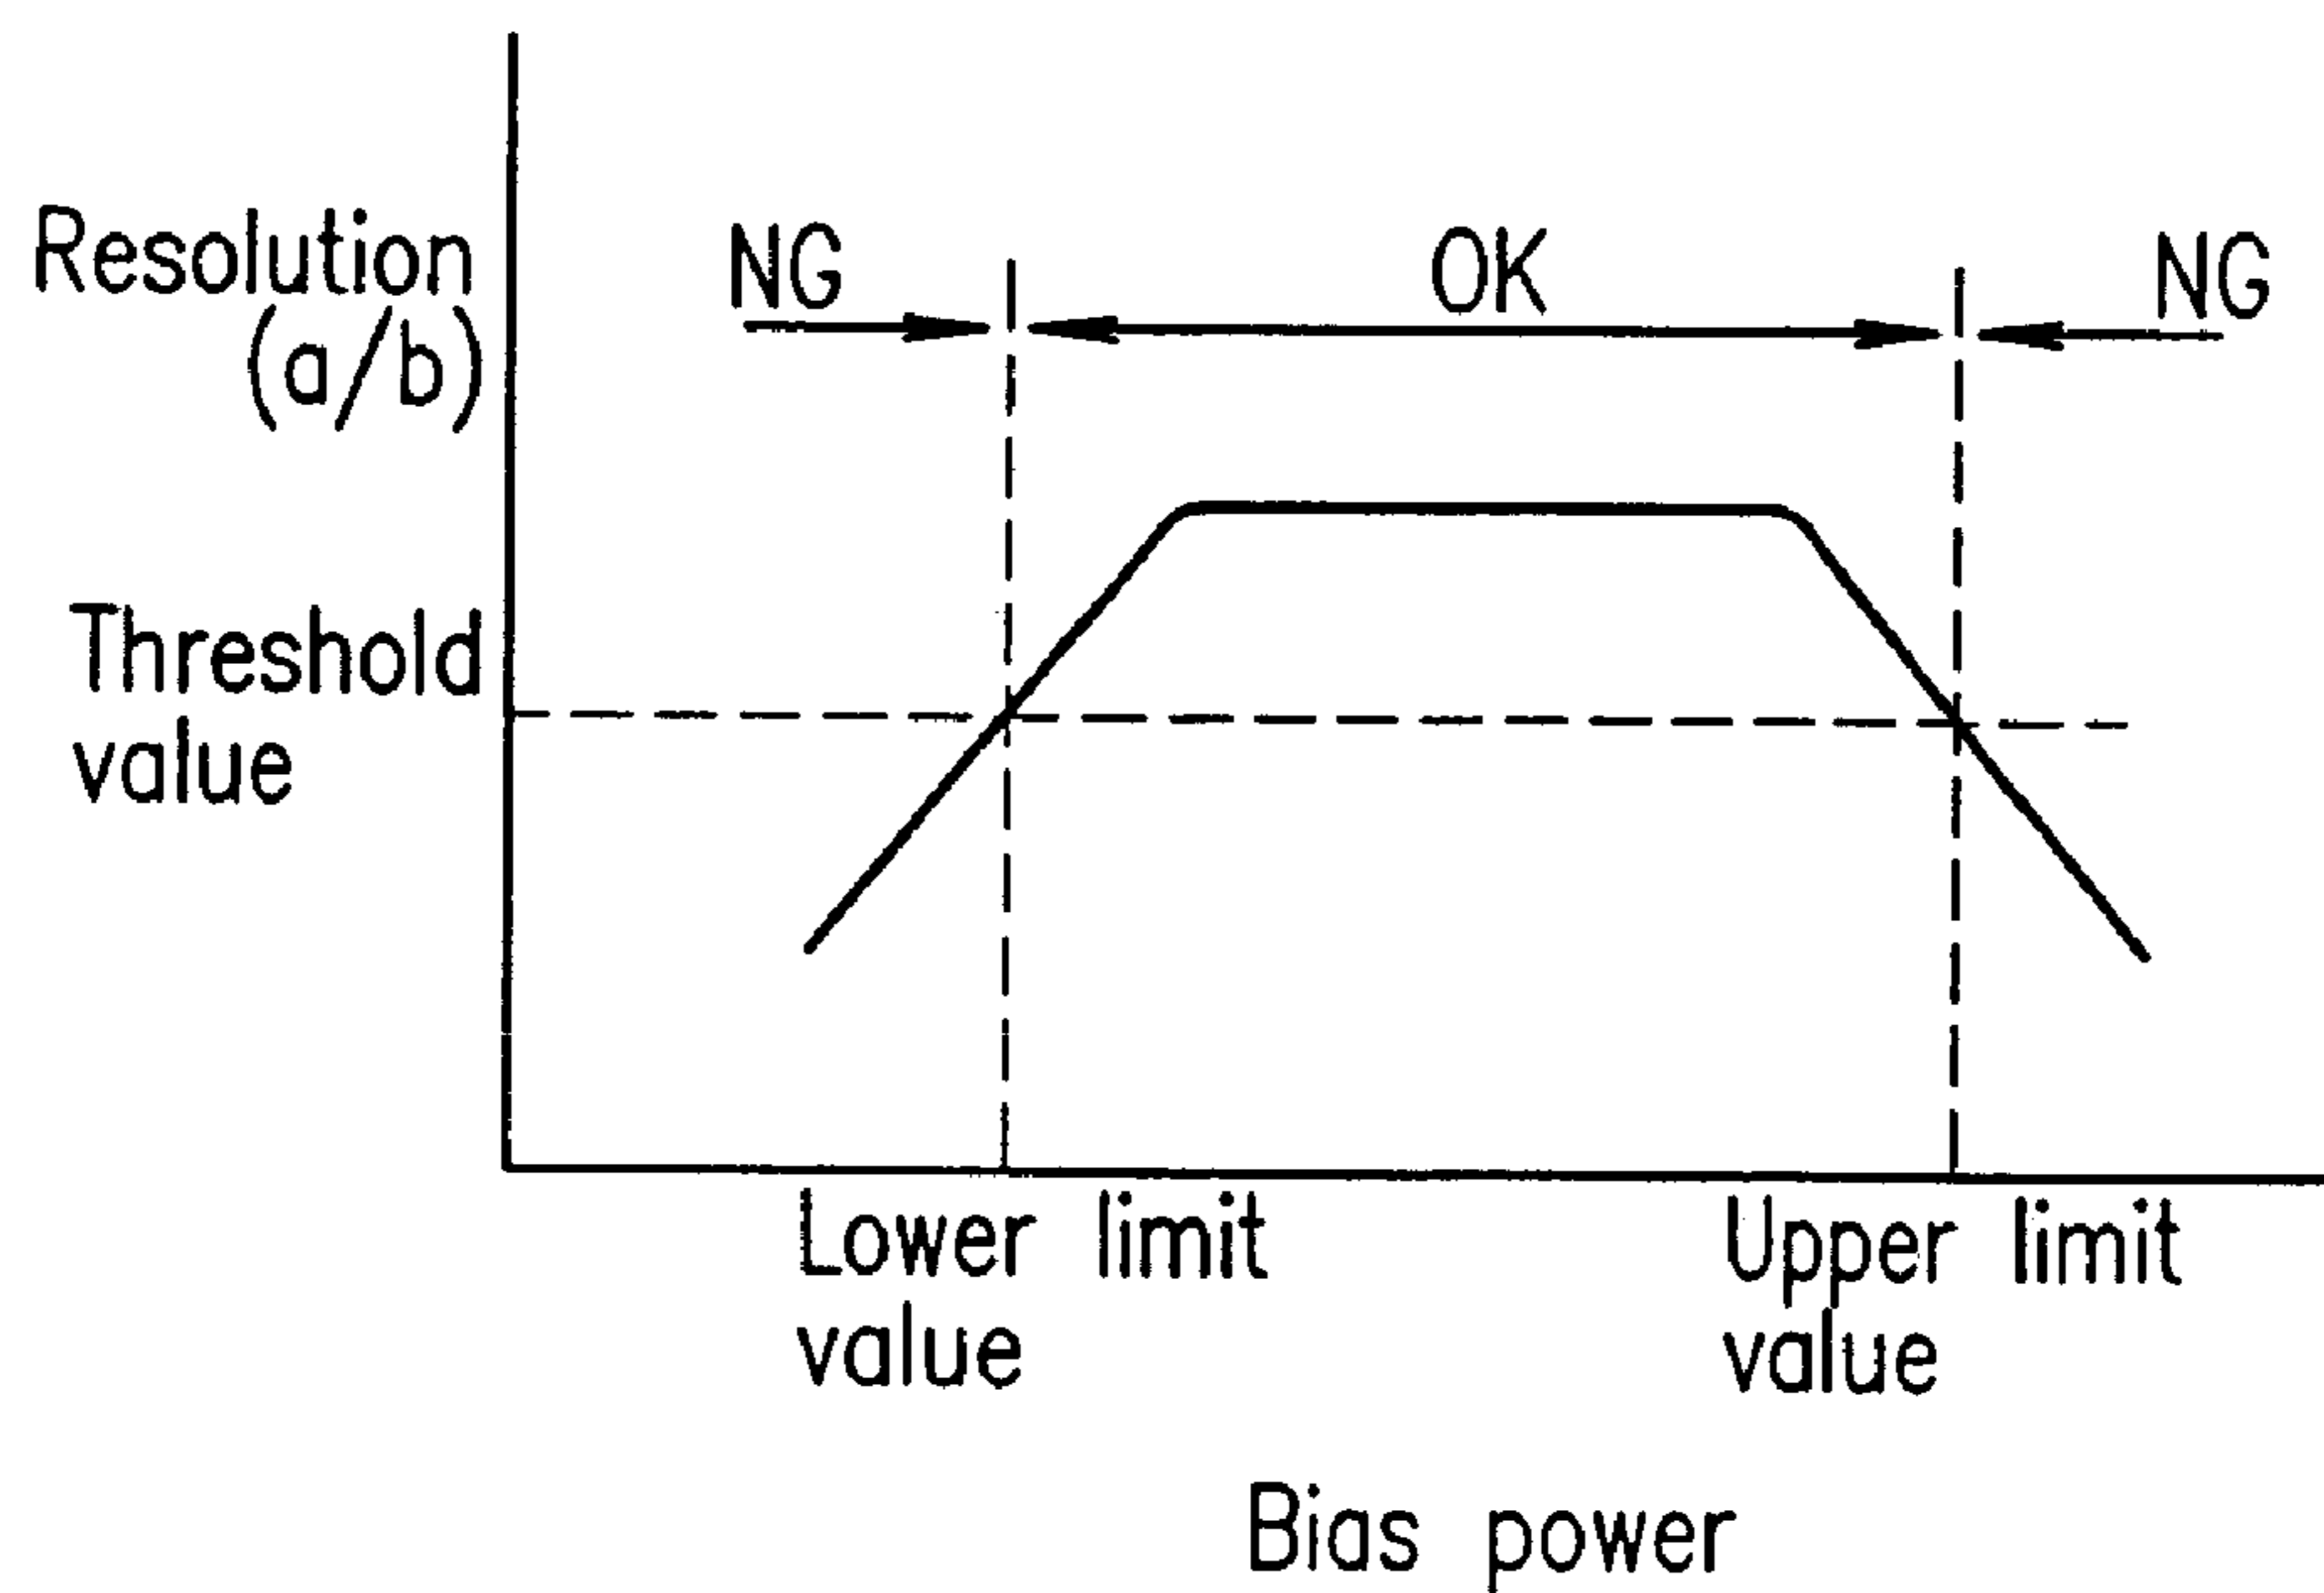 Resolution
(a/b)
NG
OK
NG
Threshold
value
Lower limit
value
Upper limit
value
Bias power